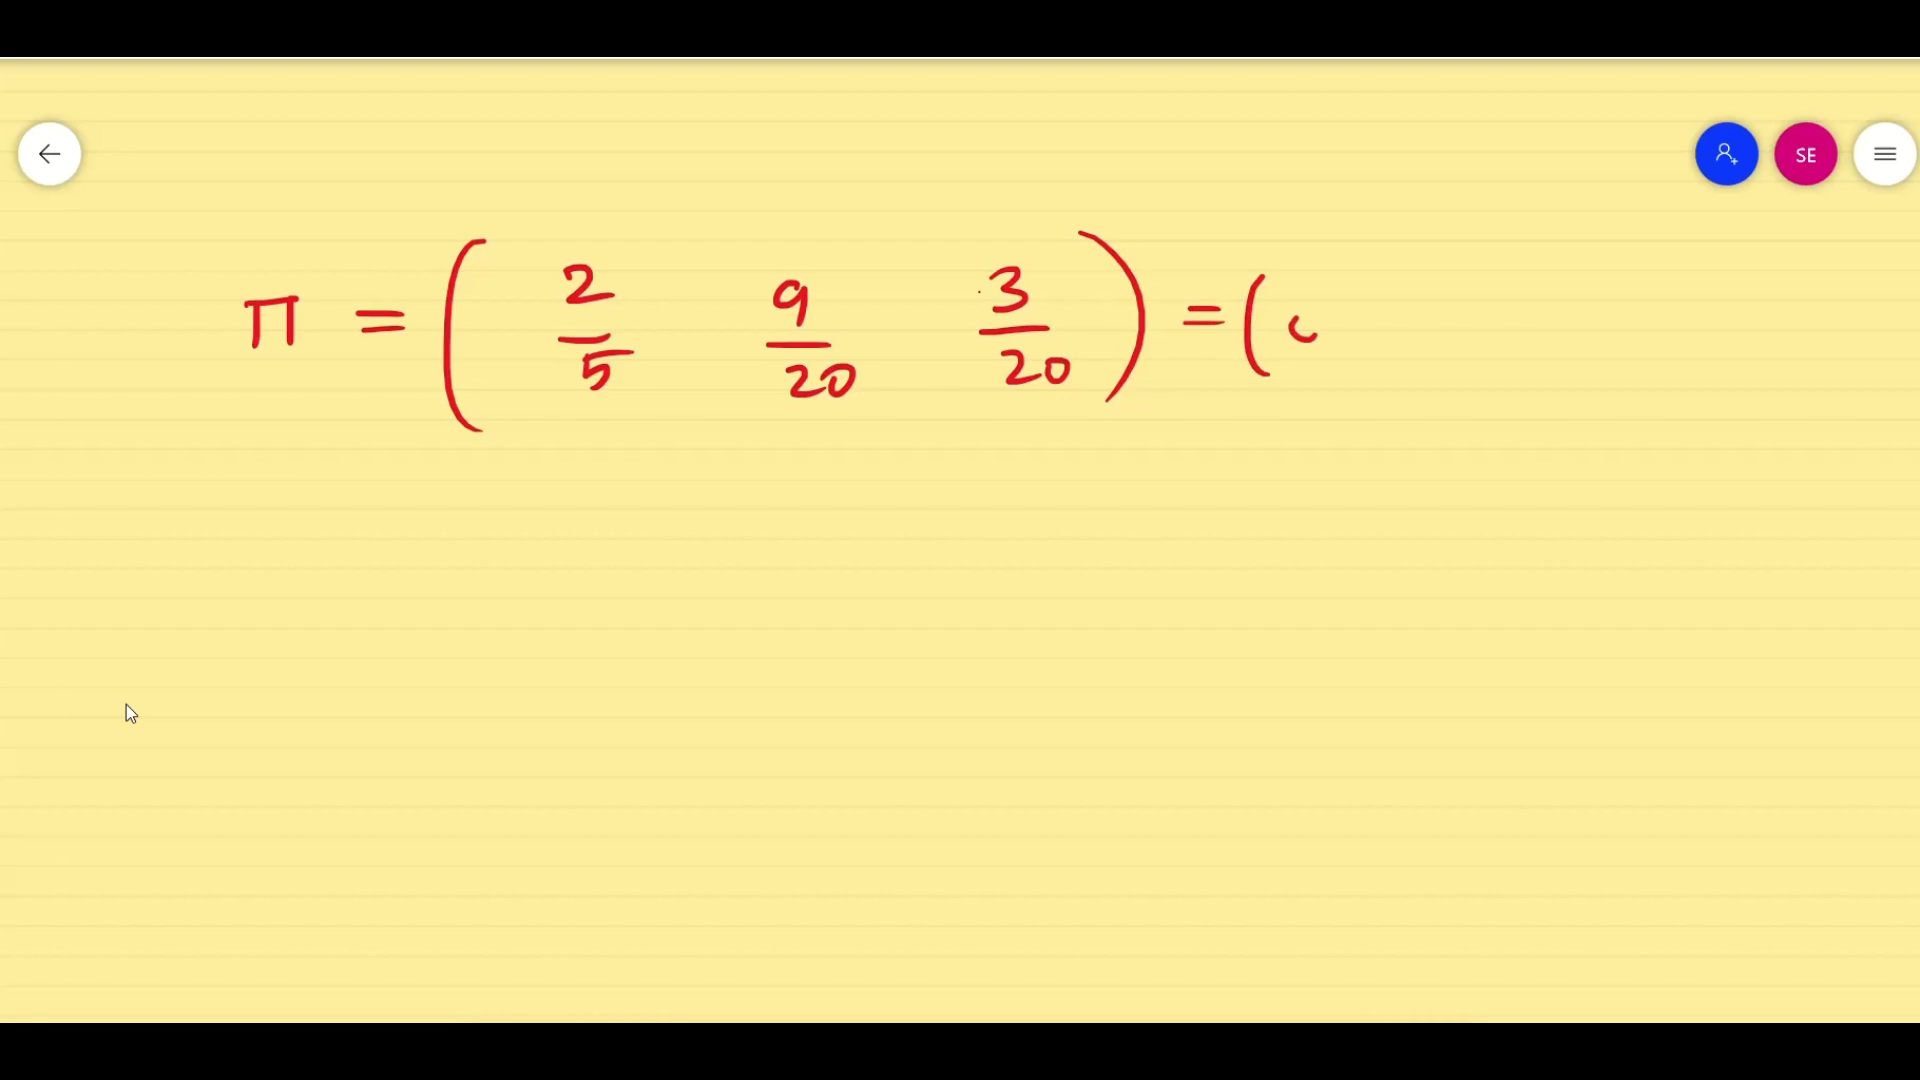 SE
π = ( 2/5 9/20 3/20 ) = (